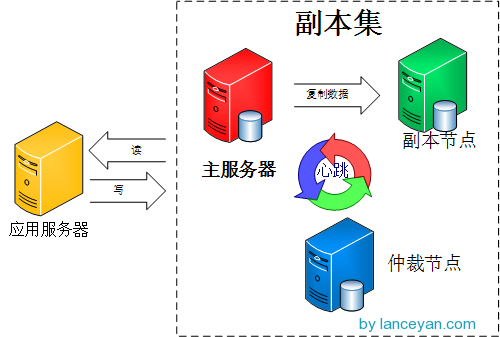 副本集
复制数据
副本节点
读
主服务器
心跳
写
应用服务器
仲裁节点
by lanceyan.com